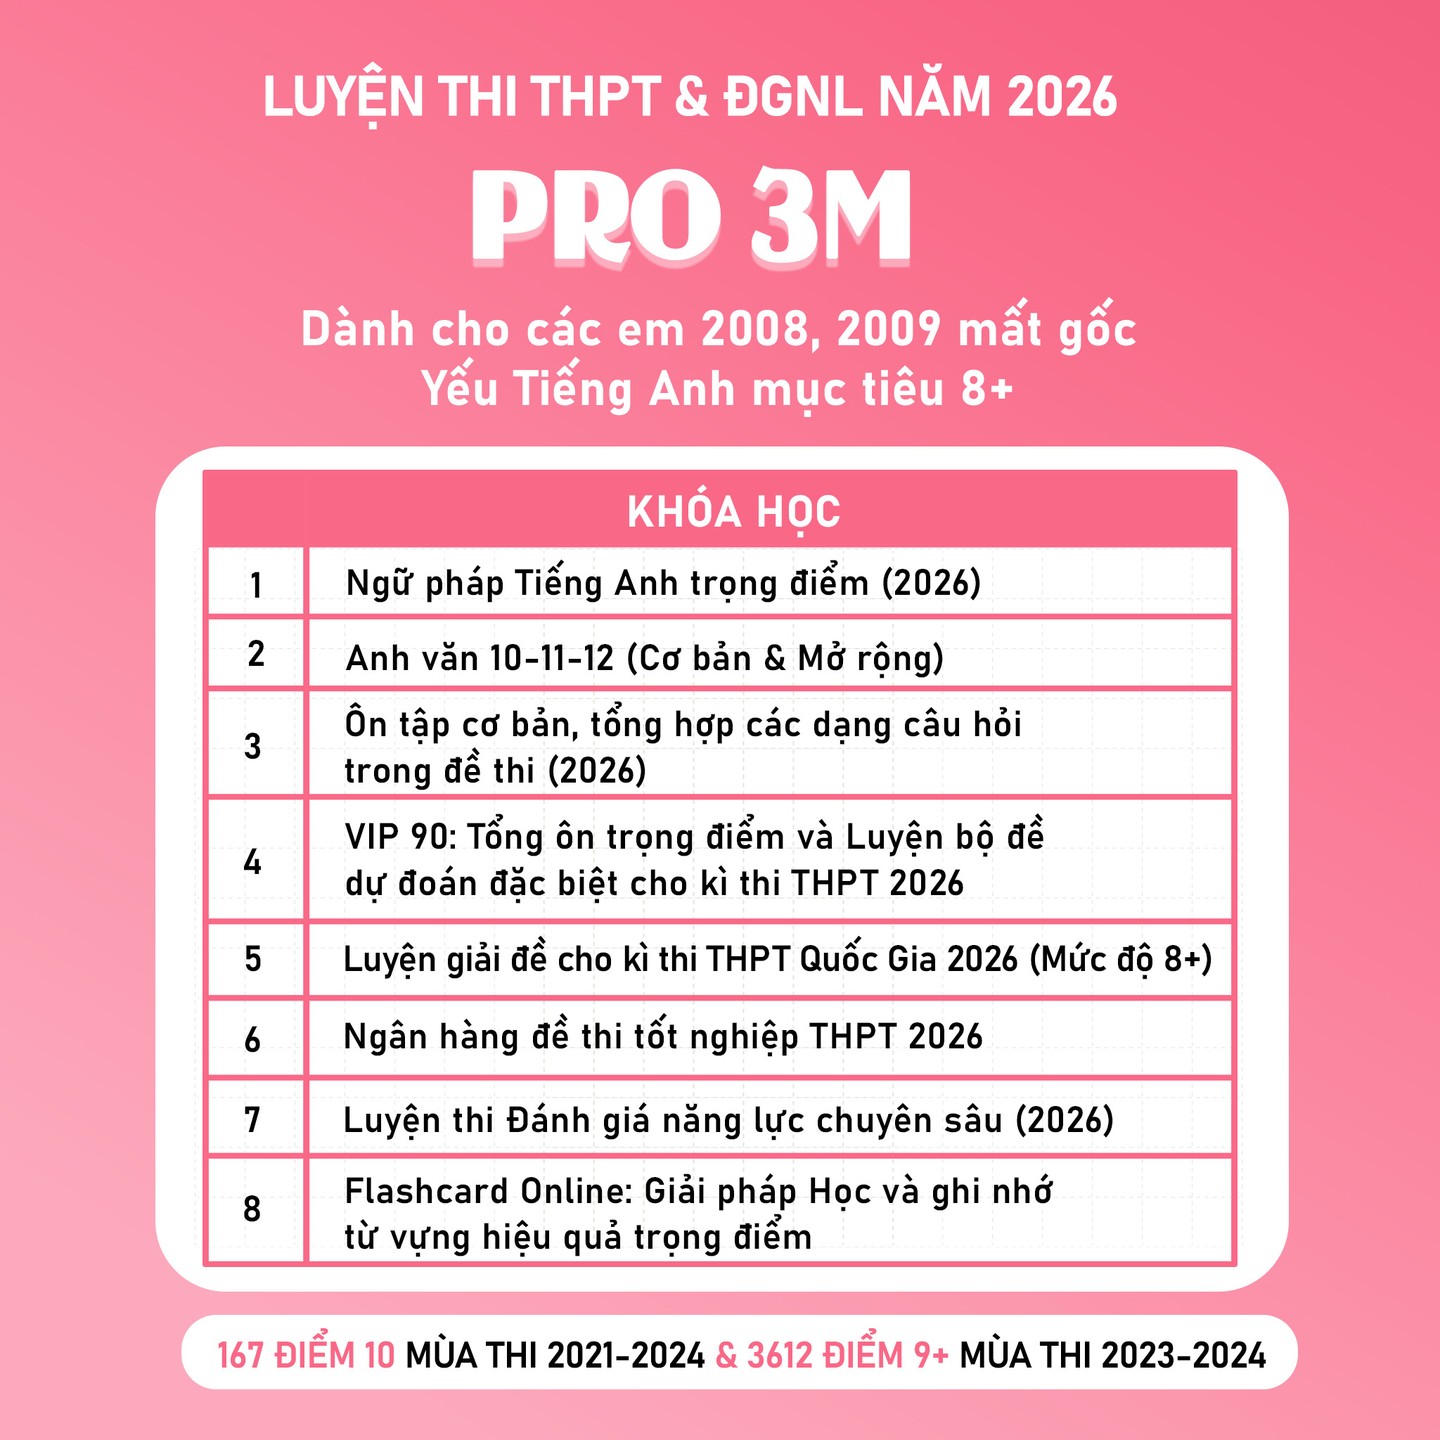 LUYỆN THI THPT & ĐGNL NĂM 2026
PRO 3M
Dành cho các em 2008, 2009 mất gốc
Yếu Tiếng Anh mục tiêu 8+
KHÓA HỌC
1 Ngữ pháp Tiếng Anh trọng điểm (2026)
2 Anh văn 10-11-12 (Cơ bản & Mở rộng)
3 Ôn tập cơ bản, tổng hợp các dạng câu hỏi
trong đề thi (2026)
4 VIP 90: Tổng ôn trọng điểm và Luyện bộ đề
dự đoán đặc biệt cho kì thi THPT 2026
5 Luyện giải đề cho kì thi THPT Quốc Gia 2026 (Mức độ 8+)
6 Ngân hàng đề thi tốt nghiệp THPT 2026
7 Luyện thi Đánh giá năng lực chuyên sâu (2026)
8 Flashcard Online: Giải pháp Học và ghi nhớ
từ vựng hiệu quả trọng điểm
167 ĐIỂM 10 MÙA THI 2021-2024 & 3612 ĐIỂM 9+ MÙA THI 2023-2024